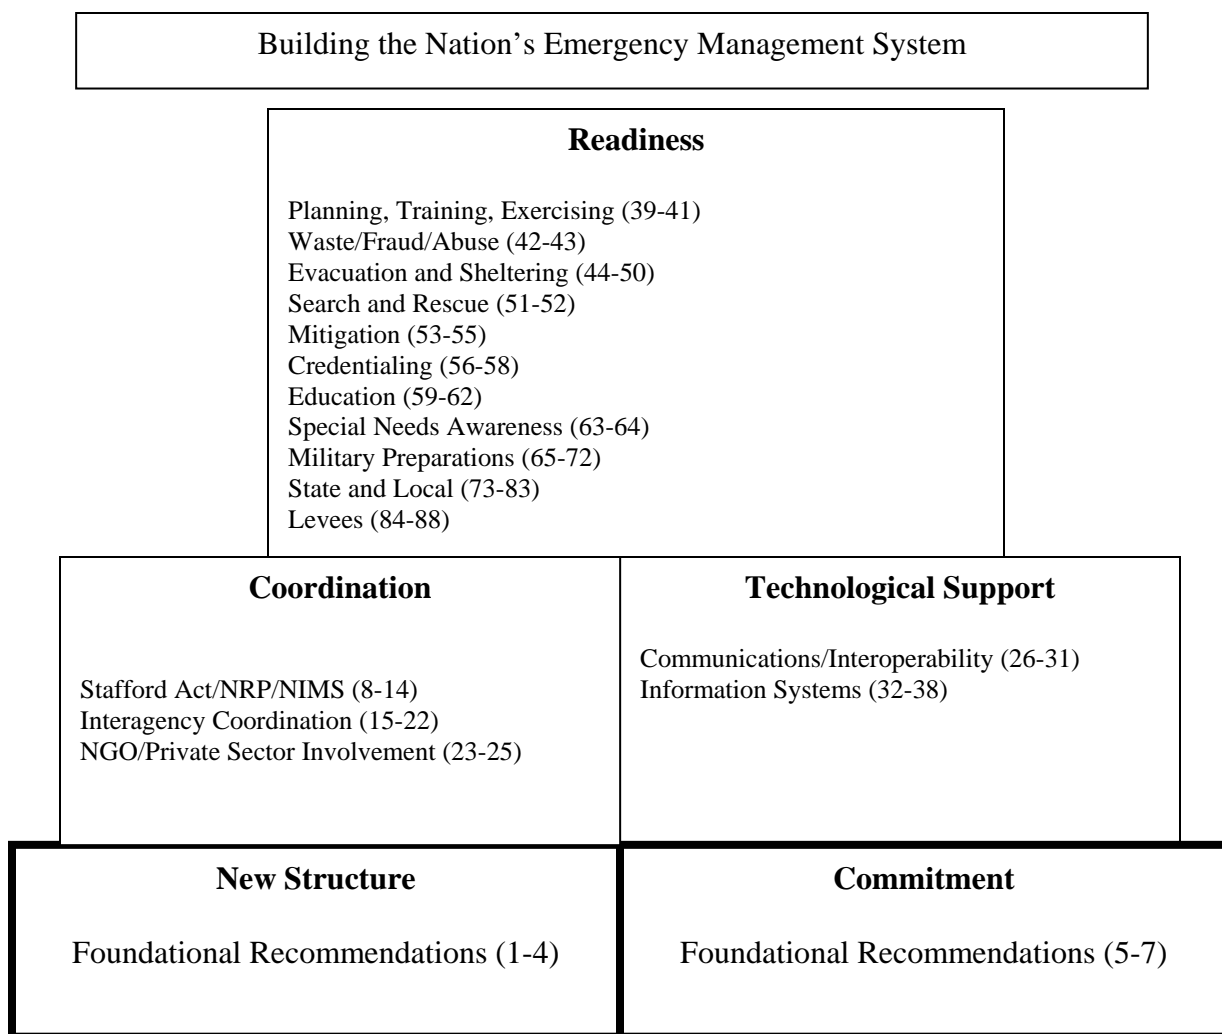 Building the Nation’s Emergency Management System
Readiness
Planning, Training, Exercising (39-41)
Waste/Fraud/Abuse (42-43)
Evacuation and Sheltering (44-50)
Search and Rescue (51-52)
Mitigation (53-55)
Credentialing (56-58)
Education (59-62)
Special Needs Awareness (63-64)
Military Preparations (65-72)
State and Local (73-83)
Levees (84-88)
Coordination
Stafford Act/NRP/NIMS (8-14)
Interagency Coordination (15-22)
NGO/Private Sector Involvement (23-25)
Technological Support
Communications/Interoperability (26-31)
Information Systems (32-38)
New Structure
Foundational Recommendations (1-4)
Commitment
Foundational Recommendations (5-7)